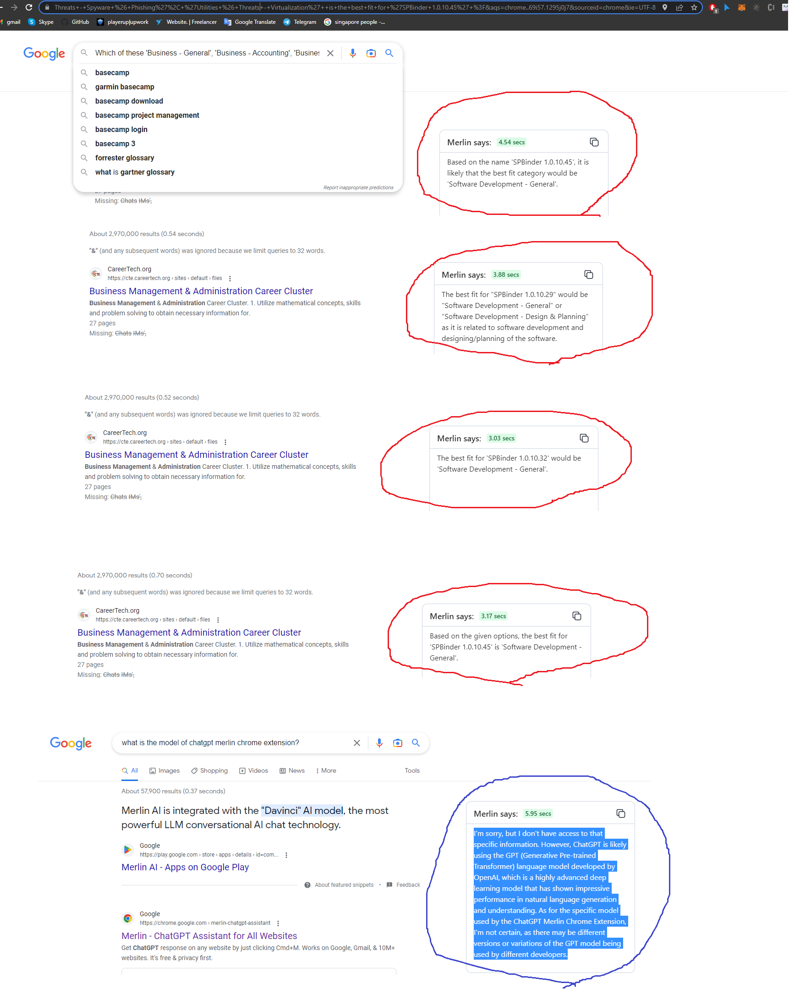 Threats+-+Spyware+%26+Phishing%27%2C+%27Utilities+%26+Threats+-+Virtualization%27++is+the+best+fit+for+%27SPBinder+1.0.10.45%27+%3F&aqs=chrome..69i57.1295j0j7&sourceid=chrome&ie=UTF-8
1
gmail Skype GitHub playerup|upwork Website. | Freelancer Google Translate Telegram singapore people -...
Google
Which of these 'Business - General', 'Business - Accounting', 'Busines
basecamp
garmin basecamp
basecamp download
basecamp project management
basecamp login
basecamp 3
forrester glossary
what is gartner glossary
Report inappropriate predictions
27 pages
Missing: Chats IMs',
Merlin says: 4.54 secs
Based on the name 'SPBinder 1.0.10.45', it is
likely that the best fit category would be
'Software Development - General'.
About 2,970,000 results (0.54 seconds)
"&" (and any subsequent words) was ignored because we limit queries to 32 words.
CTE
CareerTech.org
https://cte.careertech.org › sites › default › files
Business Management & Administration Career Cluster
Business Management & Administration Career Cluster. 1. Utilize mathematical concepts, skills
and problem solving to obtain necessary information for.
27 pages
Missing: Chats IMs',
Merlin says: 3.88 secs
The best fit for "SPBinder 1.0.10.29" would be
"Software Development - General" or
"Software Development - Design & Planning"
as it is related to software development and
designing/planning of the software.
About 2,970,000 results (0.52 seconds)
"&" (and any subsequent words) was ignored because we limit queries to 32 words.
CTE
CareerTech.org
https://cte.careertech.org › sites › default › files
Business Management & Administration Career Cluster
Business Management & Administration Career Cluster. 1. Utilize mathematical concepts, skills
and problem solving to obtain necessary information for.
27 pages
Missing: Chats IMs',
Merlin says: 3.03 secs
The best fit for 'SPBinder 1.0.10.32' would be
'Software Development - General'.
About 2,970,000 results (0.70 seconds)
"&" (and any subsequent words) was ignored because we limit queries to 32 words.
CTE
CareerTech.org
https://cte.careertech.org › sites › default › files
Business Management & Administration Career Cluster
Business Management & Administration Career Cluster. 1. Utilize mathematical concepts, skills
and problem solving to obtain necessary information for.
27 pages
Missing: Chats IMs',
Merlin says: 3.17 secs
Based on the given options, the best fit for
'SPBinder 1.0.10.45' is 'Software Development -
General'.
Google
what is the model of chatgpt merlin chrome extension?
All Images Shopping Videos News More Tools
About 57,900 results (0.37 seconds)
Merlin AI is integrated with the "Davinci" AI model, the most
powerful LLM conversational AI chat technology.
Google
https://play.google.com › store › apps › details › id=com...
Merlin AI - Apps on Google Play
About featured snippets • Feedback
Google
https://chrome.google.com › merlin-chatgpt-assistant
Merlin - ChatGPT Assistant for All Websites
Get ChatGPT response on any website by just clicking Cmd+M. Works on Google, Gmail, & 10M+
websites. It's free & privacy first.
Merlin says: 5.95 secs
I'm sorry, but I don't have access to that
specific information. However, ChatGPT is likely
using the GPT (Generative Pre-trained
Transformer) language model developed by
OpenAI, which is a highly advanced deep
learning model that has shown impressive
performance in natural language generation
and understanding. As for the specific model
used by the ChatGPT Merlin Chrome Extension,
I'm not certain, as there may be different
versions or variations of the GPT model being
used by different developers.